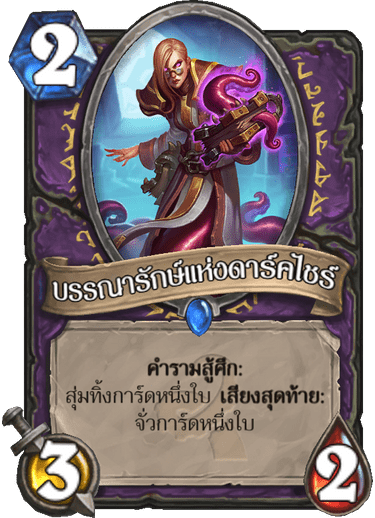 2
บรรณารักษ์แห่งดาร์คไชร์
คำรามสู้ศึก:
สุ่มทิ้งการ์ดหนึ่งใบ เสียงสุดท้าย:
จั่วการ์ดหนึ่งใบ
3
2